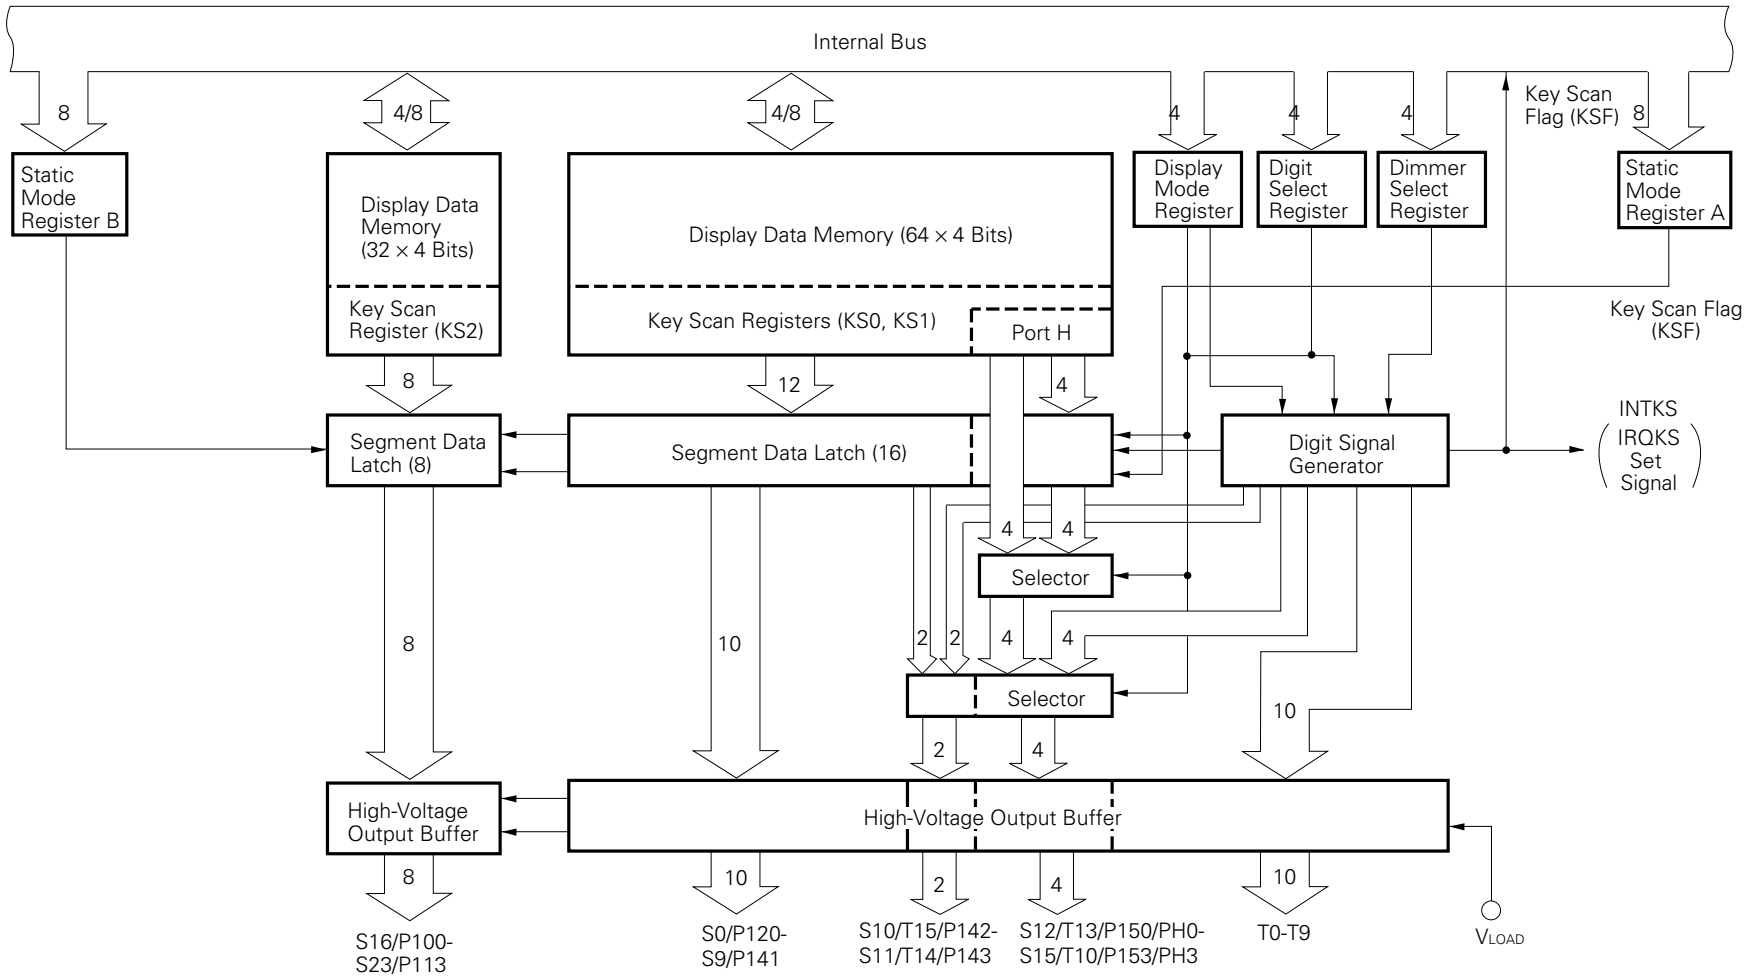 Internal Bus
8
4/8
4/8
4
4
4
Key Scan
Flag (KSF)
8
Static
Mode
Register B
Display Data
Memory
(32 × 4 Bits)
Key Scan
Register (KS2)
Display Data Memory (64 × 4 Bits)
Key Scan Registers (KS0, KS1)
Port H
Display
Mode
Register
Digit
Select
Register
Dimmer
Select
Register
Static
Mode
Register A
Key Scan Flag
(KSF)
8
12
4
Segment Data
Latch (8)
Segment Data Latch (16)
Digit Signal
Generator
INTKS
IRQKS
Set
Signal
4
4
Selector
8
10
2
2
4
4
Selector
10
2
4
High-Voltage
Output Buffer
High-Voltage Output Buffer
8
10
2
4
10
S16/P100-
S23/P113
S0/P120-
S9/P141
S10/T15/P142-
S11/T14/P143
S12/T13/P150/PH0-
S15/T10/P153/PH3
T0-T9
VLOAD